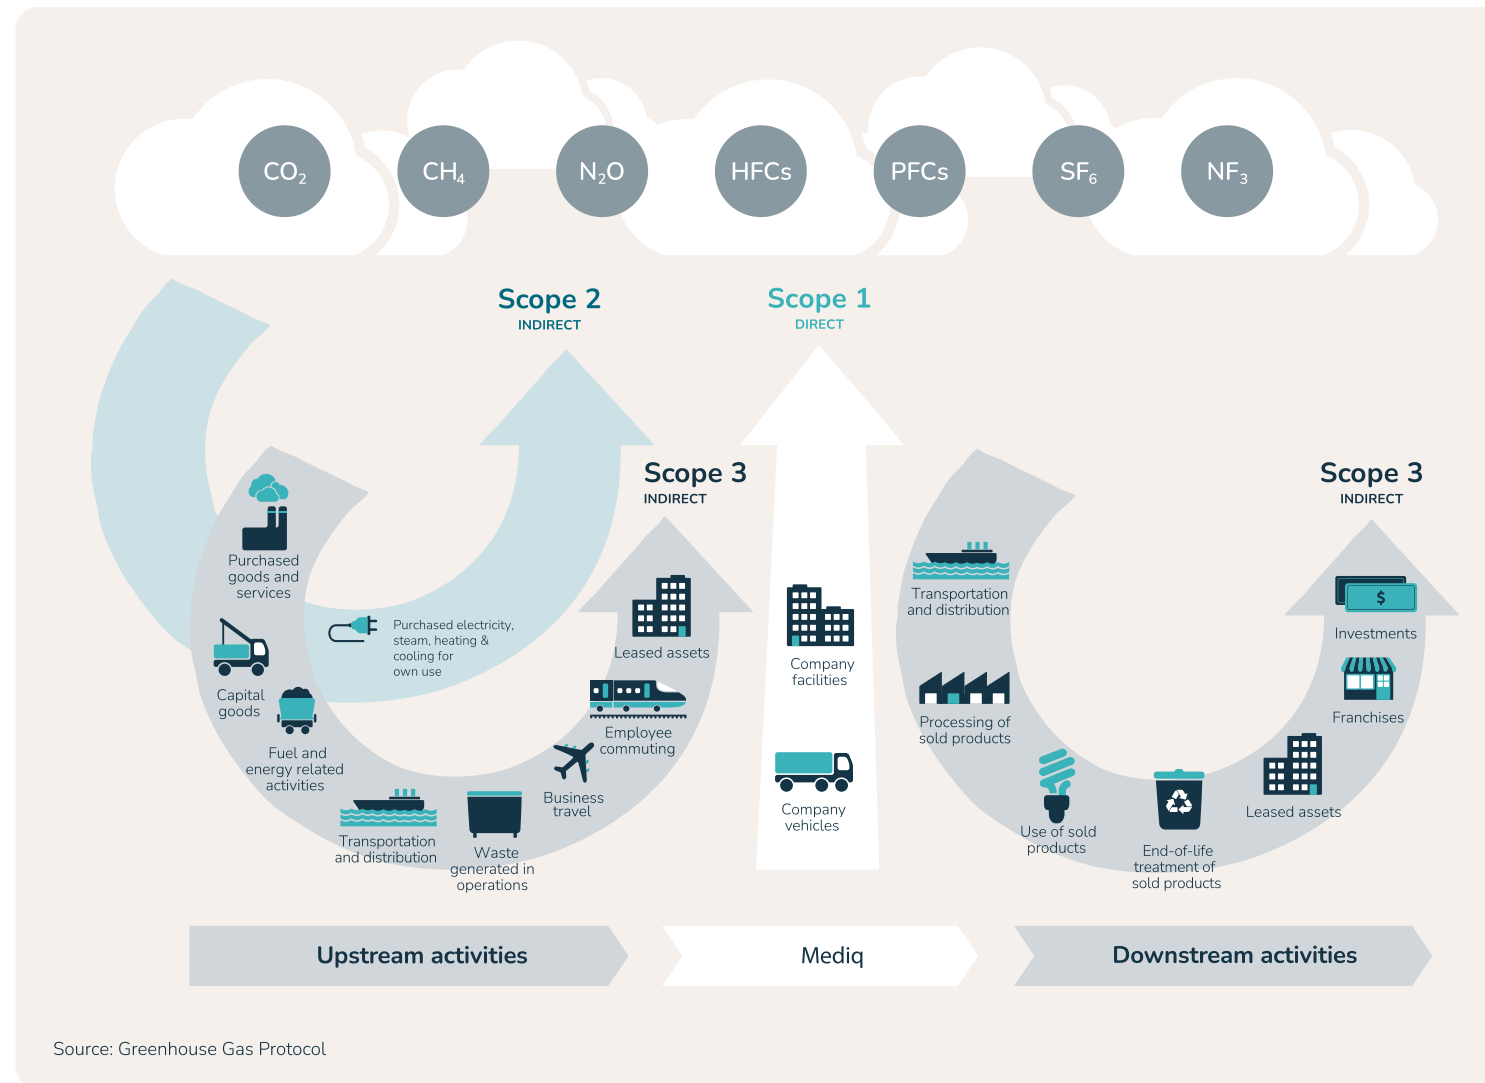 CO₂
CH₄
N₂O
HFCs
PFCs
SF₆
NF₃
Scope 2
INDIRECT
Scope 1
DIRECT
Scope 3
INDIRECT
Scope 3
INDIRECT
Purchased
goods and
services
Capital
goods
Fuel and
energy related
activities
Transportation
and distribution
Waste
generated in
operations
Business
travel
Employee
commuting
Leased assets
Purchased electricity,
steam, heating &
cooling for
own use
Company
facilities
Company
vehicles
Transportation
and distribution
Processing of
sold products
Use of sold
products
End-of-life
treatment of
sold products
Leased assets
Franchises
$
Investments
Upstream activities
Mediq
Downstream activities
Source: Greenhouse Gas Protocol